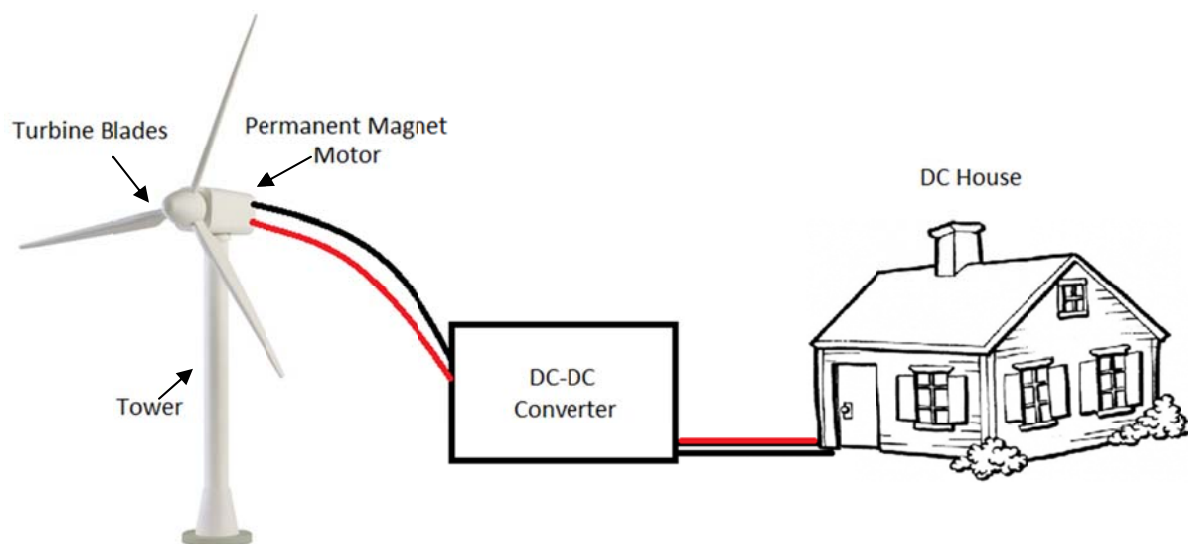 Turbine Blades
Permanent Magnet
Motor
DC House
DC-DC
Converter
Tower